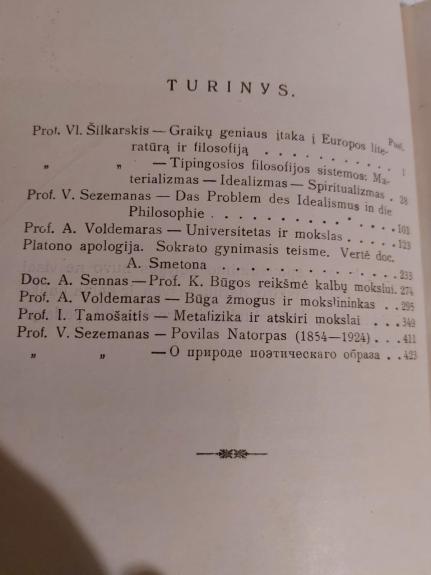 TURINYS.
Pusl.
Prof. Vl. Šilkarskis — Graikų geniaus įtaka į Europos lite-
ratūrą ir filosofiją . . . . . . . . 1
„ „ — Tipingosios filosofijos sistemos: Ma-
terializmas — Idealizmas — Spiritualizmas . 28
Prof. V. Sezemanas — Das Problem des Idealismus in die
Philosophie . . . . . . . . . . . 103
Prof. A. Voldemaras — Universitetas ir mokslas . . . . 123
Platono apologija. Sokrato gynimasis teisme. Vertė doc.
A. Smetona . . . . . . . . . . 233
Doc. A. Sennas — Prof. K. Būgos reikšmė kalbų mokslui. 274
Prof. A. Voldemaras — Būga žmogus ir mokslininkas . . 295
Prof. I. Tamošaitis — Metafizika ir atskiri mokslai . . . 349
Prof. V. Sezemanas — Povilas Natorpas (1854—1924) . . . 411
„ „ — О природе поэтическаго образа . . 423